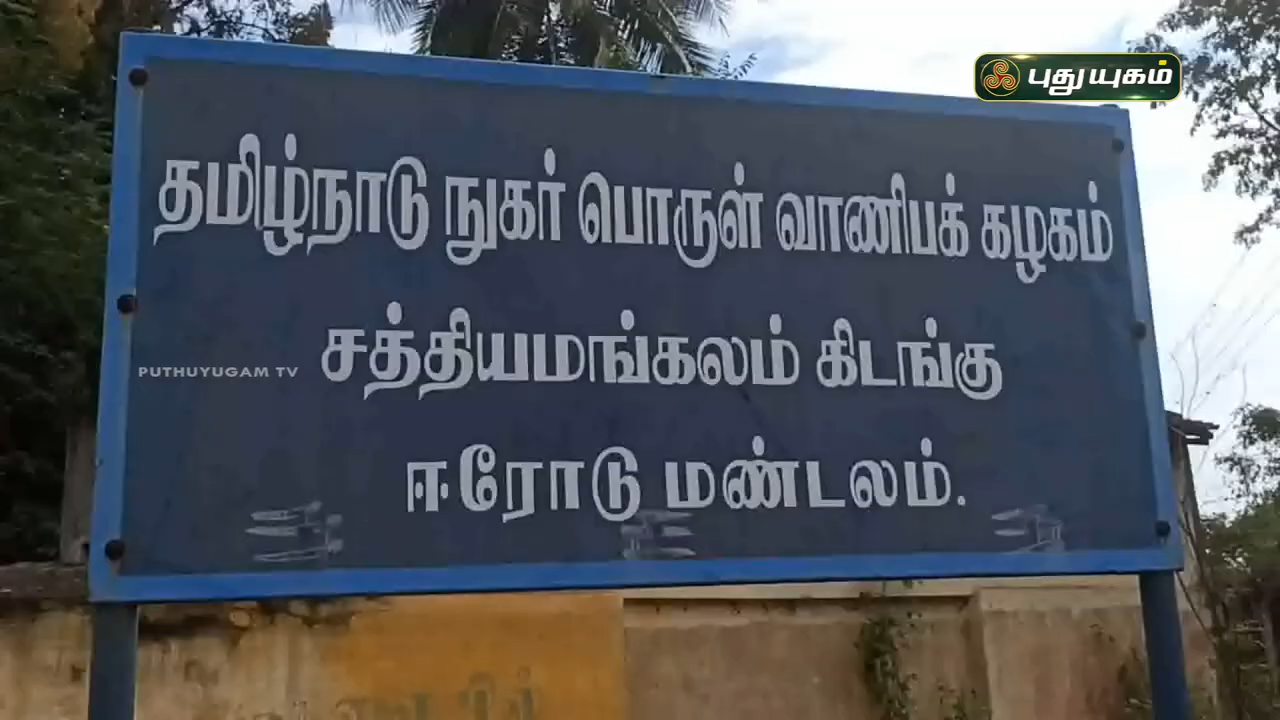 புதுயுகம்
தமிழ்நாடு நுகர் பொருள் வாணிபக் கழகம்
சத்தியமங்கலம் கிடங்கு
PUTHUYUGAM TV
ஈரோடு மண்டலம்.